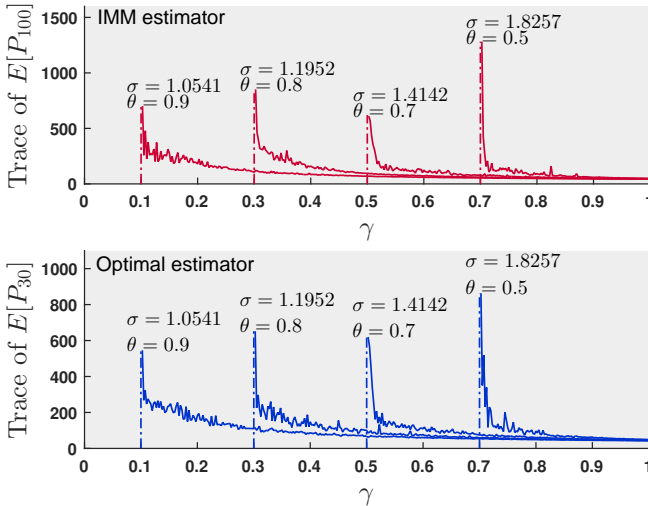 IMM estimator
Trace of E[P₁₀₀]
1500
1000
500
0
σ = 1.0541
θ = 0.9
σ = 1.1952
θ = 0.8
σ = 1.4142
θ = 0.7
σ = 1.8257
θ = 0.5
0 0.1 0.2 0.3 0.4 0.5 0.6 0.7 0.8 0.9 1
γ
Optimal estimator
Trace of E[P₃₀]
1000
800
600
400
200
0
σ = 1.0541
θ = 0.9
σ = 1.1952
θ = 0.8
σ = 1.4142
θ = 0.7
σ = 1.8257
θ = 0.5
0 0.1 0.2 0.3 0.4 0.5 0.6 0.7 0.8 0.9 1
γ